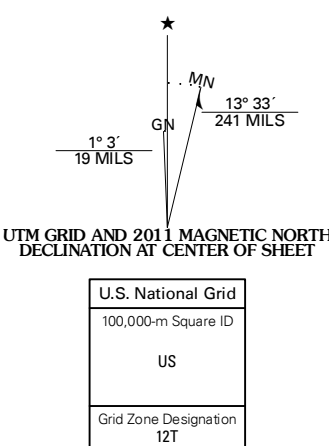 MN
GN
13° 33´
241 MILS
1° 3´
19 MILS
UTM GRID AND 2011 MAGNETIC NORTH
DECLINATION AT CENTER OF SHEET
U.S. National Grid
100,000-m Square ID
US
Grid Zone Designation
12T